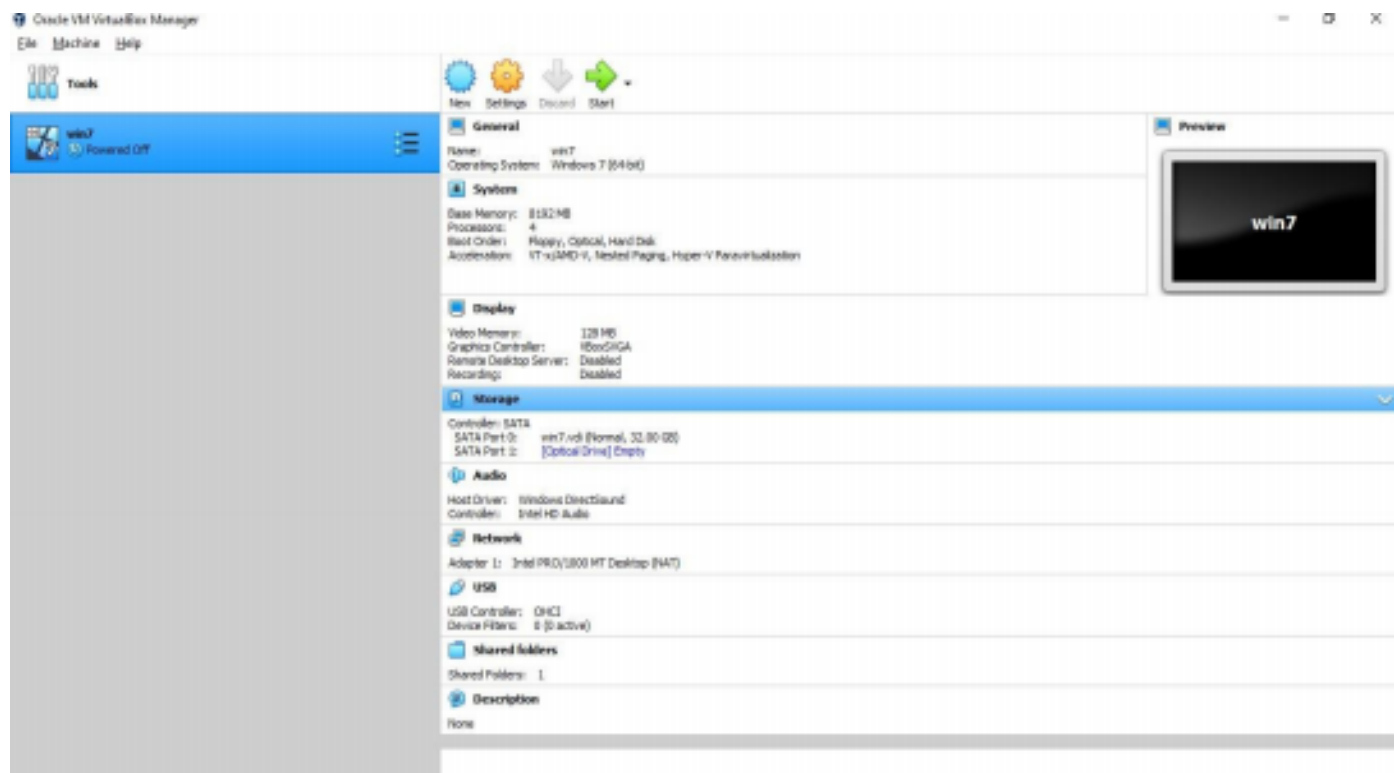 Oracle VM VirtualBox Manager
File Machine Help
Tools
New Settings Discard Start
win7
Powered Off
General
Name: win7
Operating System: Windows 7 (64-bit)
Preview
win7
System
Base Memory: 8192 MB
Processors: 4
Boot Order: Floppy, Optical, Hard Disk
Acceleration: VT-x/AMD-V, Nested Paging, Hyper-V Paravirtualization
Display
Video Memory: 128 MB
Graphics Controller: VBoxSVGA
Remote Desktop Server: Disabled
Recording: Disabled
Storage
Controller: SATA
SATA Port 0: win7.vdi (Normal, 32.00 GB)
SATA Port 1: [Optical Drive] Empty
Audio
Host Driver: Windows DirectSound
Controller: Intel HD Audio
Network
Adapter 1: Intel PRO/1000 MT Desktop (NAT)
USB
USB Controller: OHCI
Device Filters: 0 (0 active)
Shared folders
Shared Folders: 1
Description
None